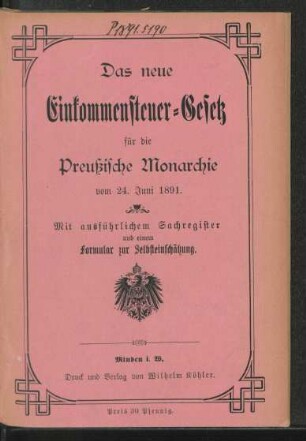 Das neue
Einkommensteuer-Gesetz
für die
Preußische Monarchie
vom 24. Juni 1891.
Mit ausführlichem Sachregister
und einem
Formular zur Selbsteinschätzung.
Minden i. W.
Druck und Verlag von Wilhelm Köhler.
Preis 30 Pfennig.